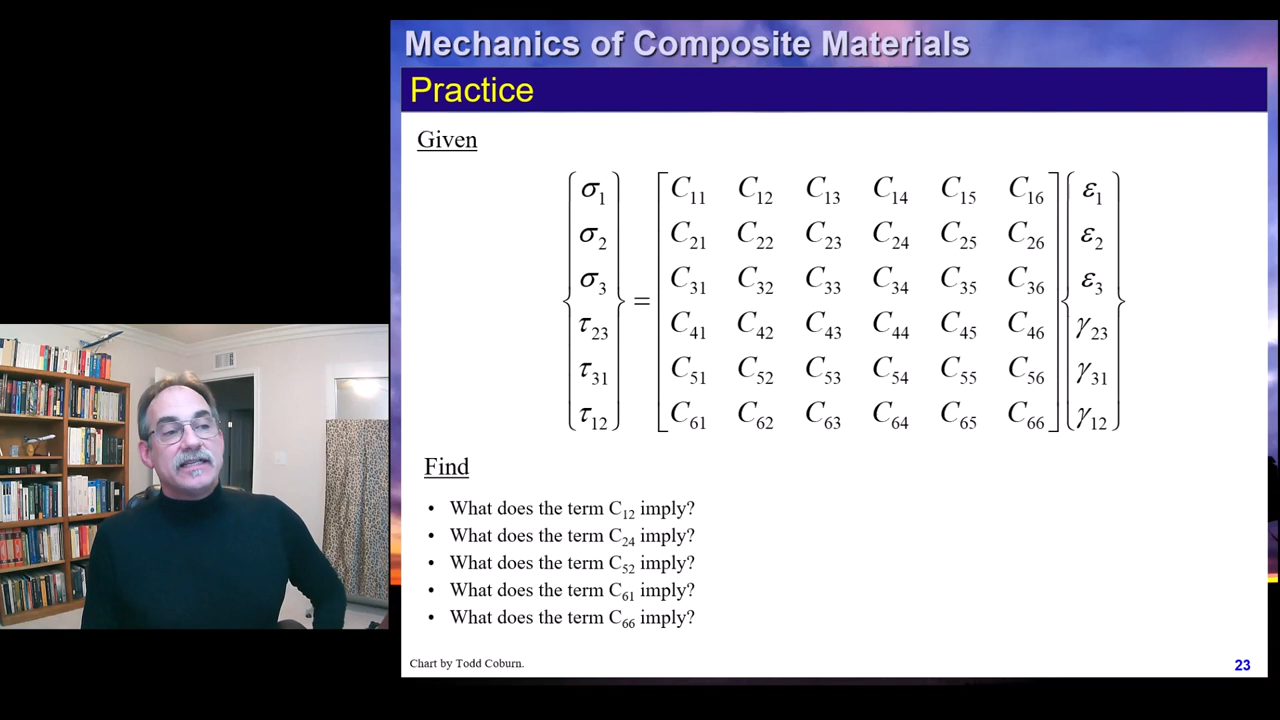 Mechanics of Composite Materials
Practice
Given
σ₁ C₁₁ C₁₂ C₁₃ C₁₄ C₁₅ C₁₆ ε₁
σ₂ C₂₁ C₂₂ C₂₃ C₂₄ C₂₅ C₂₆ ε₂
σ₃ C₃₁ C₃₂ C₃₃ C₃₄ C₃₅ C₃₆ ε₃
=
τ₂₃ C₄₁ C₄₂ C₄₃ C₄₄ C₄₅ C₄₆ γ₂₃
τ₃₁ C₅₁ C₅₂ C₅₃ C₅₄ C₅₅ C₅₆ γ₃₁
τ₁₂ C₆₁ C₆₂ C₆₃ C₆₄ C₆₅ C₆₆ γ₁₂
Find
• What does the term C₁₂ imply?
• What does the term C₂₄ imply?
• What does the term C₅₂ imply?
• What does the term C₆₁ imply?
• What does the term C₆₆ imply?
Chart by Todd Coburn.
23